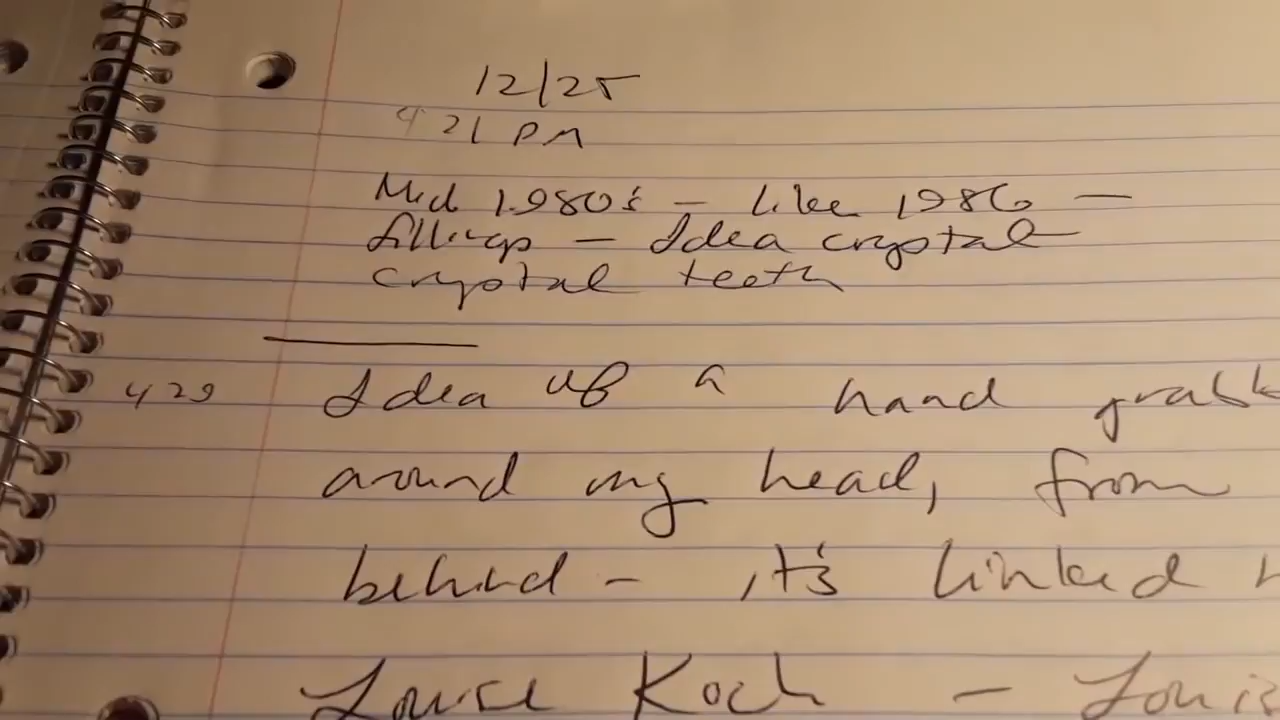 12/25
4 21 PM
Mid 1980's - like 1986 -
fillings - Idea crystal
crystal teeth
4 29 Idea of a hand
around my head, from
behind - it's linked
Louise Koch -